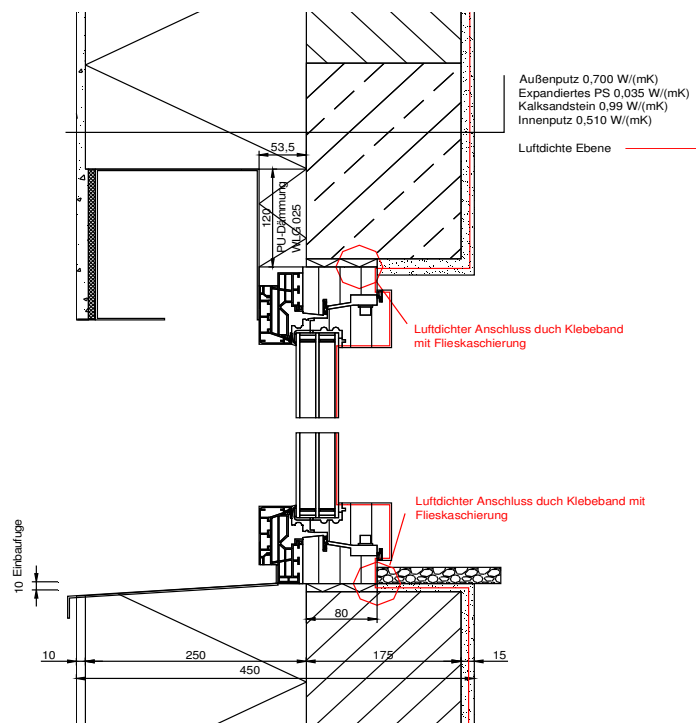 Außenputz 0,700 W/(mK)
Expandiertes PS 0,035 W/(mK)
Kalksandstein 0,99 W/(mK)
Innenputz 0,510 W/(mK)
Luftdichte Ebene
53,5
120
PU-Dämmung
WLG 025
Luftdichter Anschluss duch Klebeband
mit Flieskaschierung
Luftdichter Anschluss duch Klebeband mit
Flieskaschierung
10 Einbaufuge
80
10
250
175
15
450